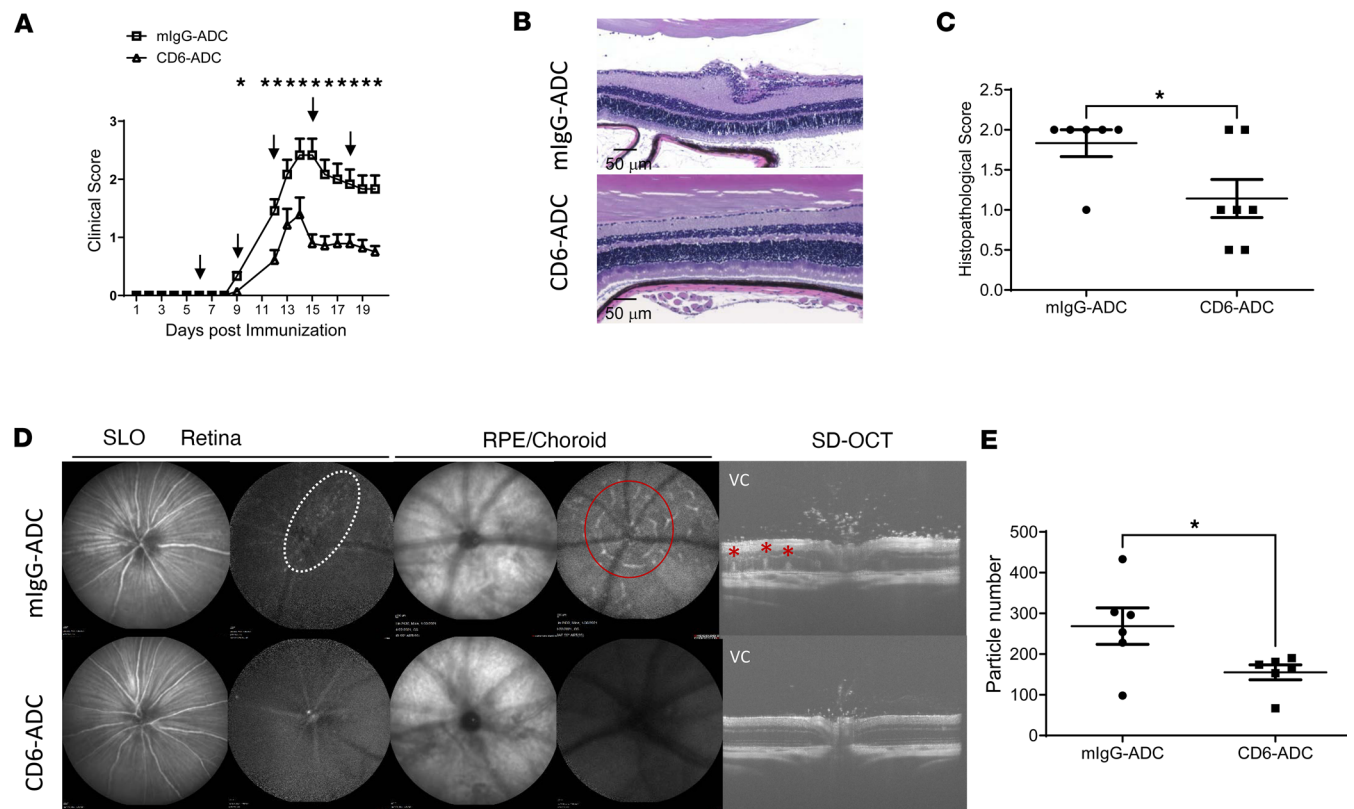 A
mIgG-ADC
CD6-ADC
* * * * * * * * * * *
Clinical Score
3
2
1
0
1 3 5 7 9 11 13 15 17 19
Days post Immunization
B
mIgG-ADC
50 μm
CD6-ADC
50 μm
C
*
Histopathological Score
2.5
2.0
1.5
1.0
0.5
0.0
mIgG-ADC CD6-ADC
D
SLO Retina RPE/Choroid SD-OCT
mIgG-ADC
VC
* * *
CD6-ADC
VC
E
*
Particle number
500
400
300
200
100
0
mIgG-ADC CD6-ADC